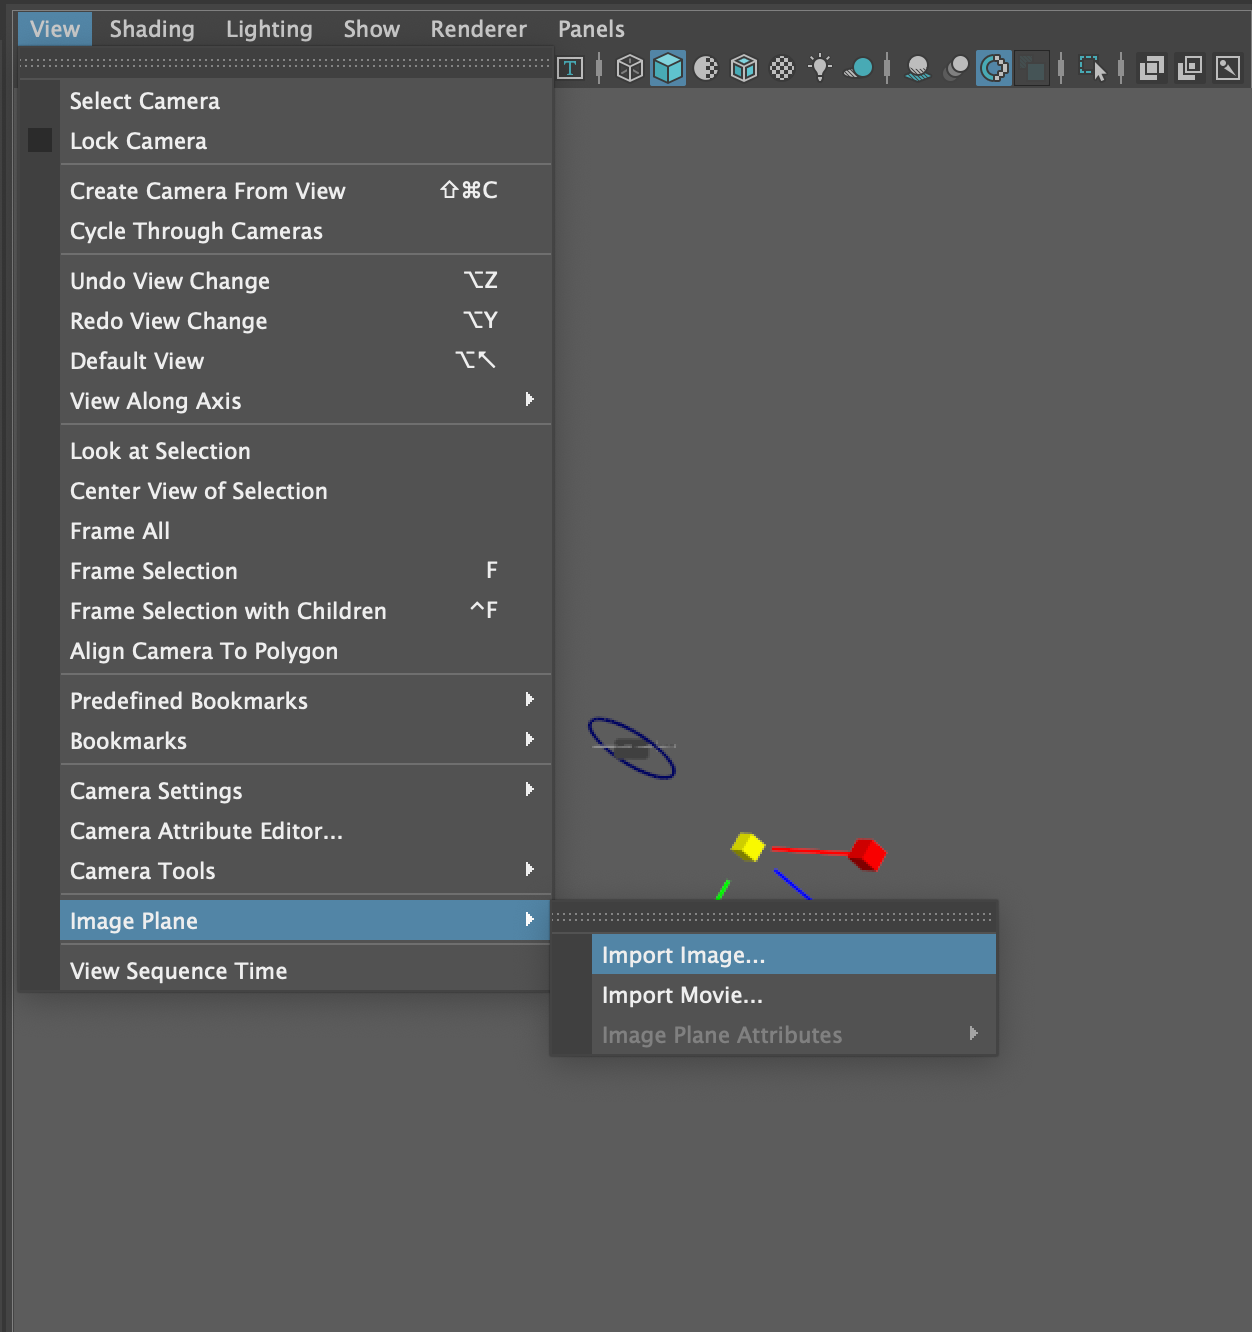 View Shading Lighting Show Renderer Panels
T
Select Camera
Lock Camera
Create Camera From View ⇧⌘C
Cycle Through Cameras
Undo View Change ⌥Z
Redo View Change ⌥Y
Default View ⌥↖
View Along Axis
Look at Selection
Center View of Selection
Frame All
Frame Selection F
Frame Selection with Children ^F
Align Camera To Polygon
Predefined Bookmarks
Bookmarks
Camera Settings
Camera Attribute Editor...
Camera Tools
Image Plane
Import Image...
Import Movie...
Image Plane Attributes
View Sequence Time